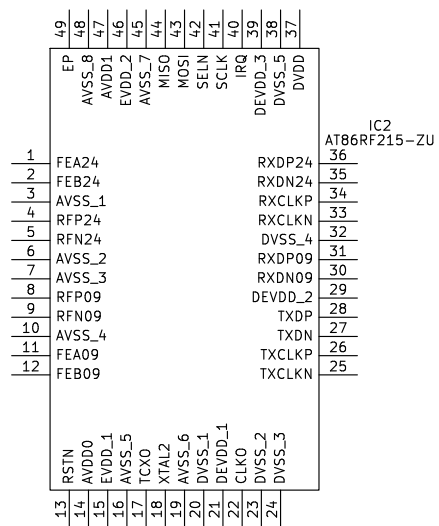 49 48 47 46 45 44 43 42 41 40 39 38 37
EP AVSS_8 AVDD1 EVDD_2 AVSS_7 MISO MOSI SELN SCLK IRQ DEVDD_3 DVSS_5 DVDD
IC2
AT86RF215-ZU
1 FEA24 RXDP24 36
2 FEB24 RXDN24 35
3 AVSS_1 RXCLKP 34
4 RFP24 RXCLKN 33
5 RFN24 DVSS_4 32
6 AVSS_2 RXDP09 31
7 AVSS_3 RXDN09 30
8 RFP09 DEVDD_2 29
9 RFN09 TXDP 28
10 AVSS_4 TXDN 27
11 FEA09 TXCLKP 26
12 FEB09 TXCLKN 25
RSTN AVDD0 EVDD_1 AVSS_5 TCXO XTAL2 AVSS_6 DVSS_1 DEVDD_1 CLKO DVSS_2 DVSS_3
13 14 15 16 17 18 19 20 21 22 23 24